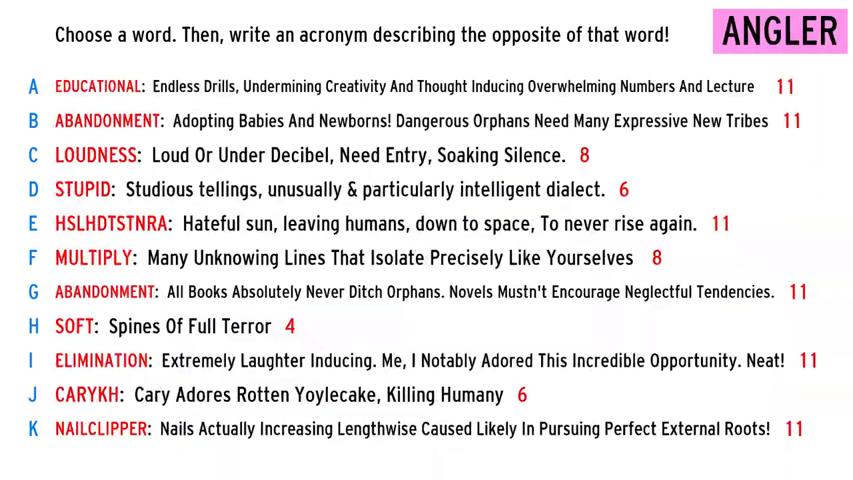 Choose a word. Then, write an acronym describing the opposite of that word!
ANGLER
A EDUCATIONAL: Endless Drills, Undermining Creativity And Thought Inducing Overwhelming Numbers And Lecture 11
B ABANDONMENT: Adopting Babies And Newborns! Dangerous Orphans Need Many Expressive New Tribes 11
C LOUDNESS: Loud Or Under Decibel, Need Entry, Soaking Silence. 8
D STUPID: Studious tellings, unusually & particularly intelligent dialect. 6
E HSLHDTSTNRA: Hateful sun, leaving humans, down to space, To never rise again. 11
F MULTIPLY: Many Unknowing Lines That Isolate Precisely Like Yourselves 8
G ABANDONMENT: All Books Absolutely Never Ditch Orphans. Novels Mustn't Encourage Neglectful Tendencies. 11
H SOFT: Spines Of Full Terror 4
I ELIMINATION: Extremely Laughter Inducing. Me, I Notably Adored This Incredible Opportunity. Neat! 11
J CARYKH: Cary Adores Rotten Yoylecake, Killing Humany 6
K NAILCLIPPER: Nails Actually Increasing Lengthwise Caused Likely In Pursuing Perfect External Roots! 11